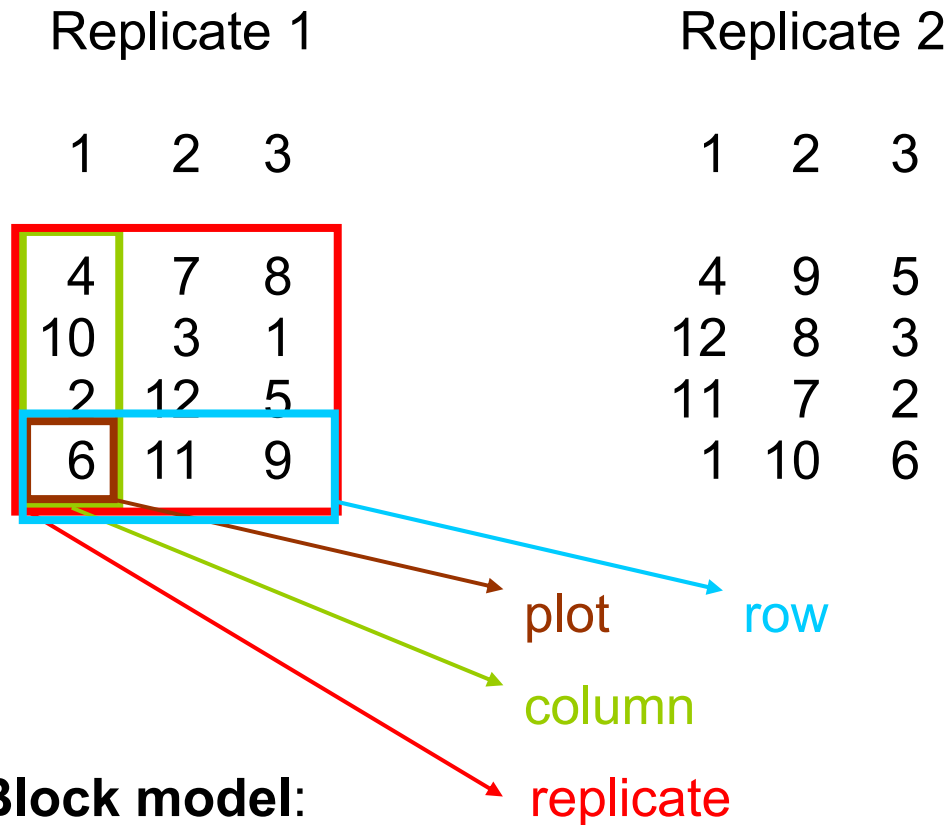 Replicate 1 Replicate 2
1 2 3 1 2 3
4 7 8 4 9 5
10 3 1 12 8 3
2 12 5 11 7 2
6 11 9 1 10 6
plot row
column
Block model: replicate